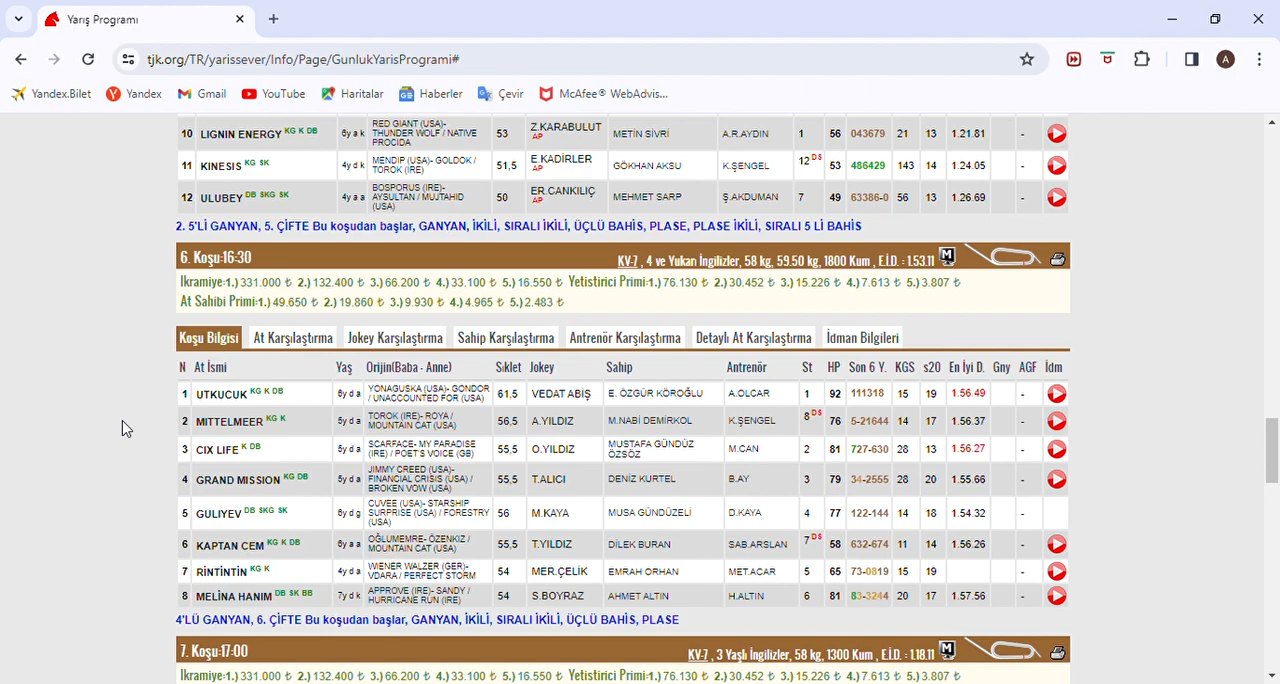 Yarış Programı
tjk.org/TR/yarissever/Info/Page/GunlukYarisProgrami#
A
Yandex.Bilet Yandex Gmail YouTube Haritalar Haberler Çevir McAfee® WebAdvis...
10 LIGNIN ENERGY KG K DB 6y a k RED GIANT (USA)- THUNDER WOLF / NATIVE PROCIDA 53 Z.KARABULUT AP METİN SİVRİ A.R.AYDIN 1 56 043679 21 13 1.21.81 -
11 KINESIS KG SK 4y d k MENDIP (USA)- GOLDOK / TOROK (IRE) 51,5 E.KADİRLER AP GÖKHAN AKSU K.ŞENGEL 12 DS 53 486429 143 14 1.24.05 -
12 ULUBEY DB SKG SK 4y a a BOSPORUS (IRE)- AYSULTAN / MUJTAHID (USA) 50 ER.CANKILIÇ AP MEHMET SARP Ş.AKDUMAN 7 49 63386-0 56 13 1.26.69 -
2. 5'Lİ GANYAN, 5. ÇİFTE Bu koşudan başlar, GANYAN, İKİLİ, SIRALI İKİLİ, ÜÇLÜ BAHİS, PLASE, PLASE İKİLİ, SIRALI 5 Lİ BAHİS
6. Koşu:16:30 KV-7 , 4 ve Yukarı İngilizler, 58 kg, 59.50 kg, 1800 Kum , E.İ.D. : 1.53.11 M
İkramiye:1.) 331.000 ₺ 2.) 132.400 ₺ 3.) 66.200 ₺ 4.) 33.100 ₺ 5.) 16.550 ₺ Yetistirici Primi:1.) 76.130 ₺ 2.) 30.452 ₺ 3.) 15.226 ₺ 4.) 7.613 ₺ 5.) 3.807 ₺
At Sahibi Primi:1.) 49.650 ₺ 2.) 19.860 ₺ 3.) 9.930 ₺ 4.) 4.965 ₺ 5.) 2.483 ₺
Koşu Bilgisi At Karşılaştırma Jokey Karşılaştırma Sahip Karşılaştırma Antrenör Karşılaştırma Detaylı At Karşılaştırma İdman Bilgileri
N At İsmi Yaş Orijin(Baba - Anne) Sıklet Jokey Sahip Antrenör St HP Son 6 Y. KGS s20 En İyi D. Gny AGF İdm
1 UTKUCUK KG K DB 6y d a YONAGUSKA (USA)- GONDOR / UNACCOUNTED FOR (USA) 61,5 VEDAT ABİŞ E. ÖZGÜR KÖROĞLU A.OLCAR 1 92 111318 15 19 1.56.49 -
2 MITTELMEER KG K 6y d a TOROK (IRE)- ROYA / MOUNTAIN CAT (USA) 56,5 A.YILDIZ M.NABİ DEMİRKOL K.ŞENGEL 8 DS 76 5-21644 14 17 1.56.37 -
3 CIX LIFE K DB 5y d a SCARFACE- MY PARADISE (IRE) / POET'S VOICE (GB) 55,5 O.YILDIZ MUSTAFA GÜNDÜZ ÖZSÖZ M.CAN 2 81 727-630 28 13 1.56.27 -
4 GRAND MISSION KG DB 5y d a JIMMY CREED (USA)- FINANCIAL CRISIS (USA) / BROKEN VOW (USA) 55,5 T.ALICI DENİZ KURTEL B.AY 3 79 34-2555 28 20 1.55.66 -
5 GULIYEV DB SKG SK 8y d g CUVEE (USA)- STARSHIP SURPRISE (USA) / FORESTRY (USA) 56 M.KAYA MUSA GÜNDÜZELİ D.KAYA 4 77 122-144 14 18 1.54.32 -
6 KAPTAN CEM KG K DB 6y a a OĞLUMEMRE- ÖZENKIZ / MOUNTAIN CAT (USA) 55,5 T.YILDIZ DİLEK BURAN SAB.ARSLAN 7 DS 58 632-674 11 14 1.56.26 -
7 RİNTİNTİN KG K 4y d a WIENER WALZER (GER)- VDARA / PERFECT STORM 54 MER.ÇELİK EMRAH ORHAN MET.ACAR 5 65 73-0819 15 19 -
8 MELİNA HANIM DB SK BB 7y d k APPROVE (IRE)- SANDY / HURRICANE RUN (IRE) 54 S.BOYRAZ AHMET ALTIN H.ALTIN 6 81 83-3244 20 17 1.57.56 -
4'LÜ GANYAN, 6. ÇİFTE Bu koşudan başlar, GANYAN, İKİLİ, SIRALI İKİLİ, ÜÇLÜ BAHİS, PLASE
7. Koşu:17:00 KV-7 , 3 Yaşlı İngilizler, 58 kg, 1300 Kum , E.İ.D. : 1.18.11 M
İkramiye:1.) 331.000 ₺ 2.) 132.400 ₺ 3.) 66.200 ₺ 4.) 33.100 ₺ 5.) 16.550 ₺ Yetistirici Primi:1.) 76.130 ₺ 2.) 30.452 ₺ 3.) 15.226 ₺ 4.) 7.613 ₺ 5.) 3.807 ₺